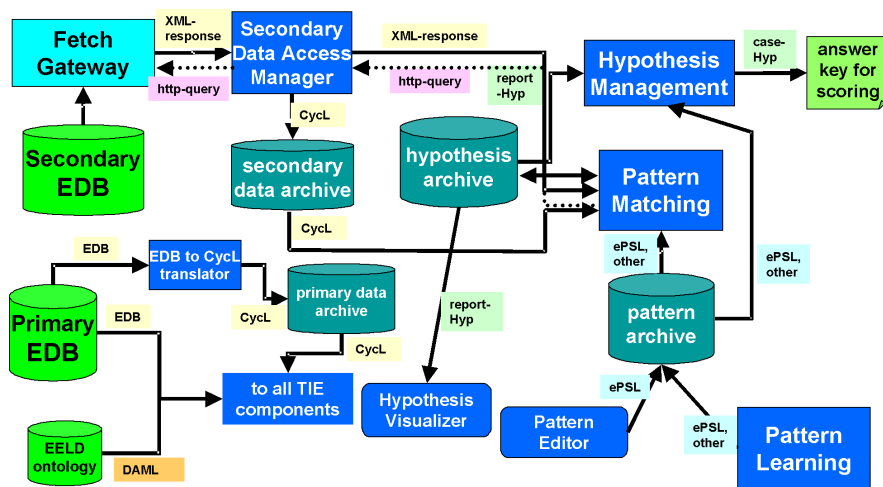 XML-
response
Fetch
Gateway
http-query
Secondary
Data Access
Manager
XML-response
http-query
report
-Hyp
Hypothesis
Management
case-
Hyp
answer
key for
scoring
CycL
Secondary
EDB
secondary
data archive
hypothesis
archive
Pattern
Matching
CycL
EDB
EDB to CycL
translator
ePSL,
other
ePSL,
other
Primary
EDB
EDB
CycL
primary data
archive
report-
Hyp
pattern
archive
CycL
to all TIE
components
Hypothesis
Visualizer
ePSL
Pattern
Editor
ePSL,
other
Pattern
Learning
EELD
ontology
DAML